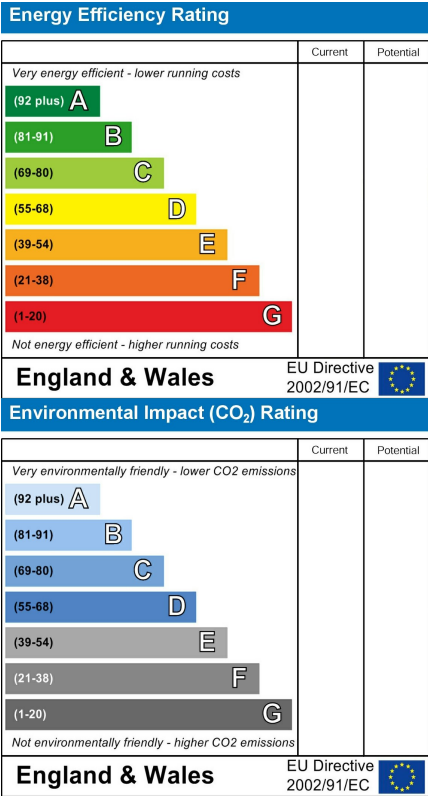 Energy Efficiency Rating
Current Potential
Very energy efficient - lower running costs
(92 plus) A
(81-91) B
(69-80) C
(55-68) D
(39-54) E
(21-38) F
(1-20) G
Not energy efficient - higher running costs
England & Wales
EU Directive
2002/91/EC
Environmental Impact (CO₂) Rating
Current Potential
Very environmentally friendly - lower CO2 emissions
(92 plus) A
(81-91) B
(69-80) C
(55-68) D
(39-54) E
(21-38) F
(1-20) G
Not environmentally friendly - higher CO2 emissions
England & Wales
EU Directive
2002/91/EC